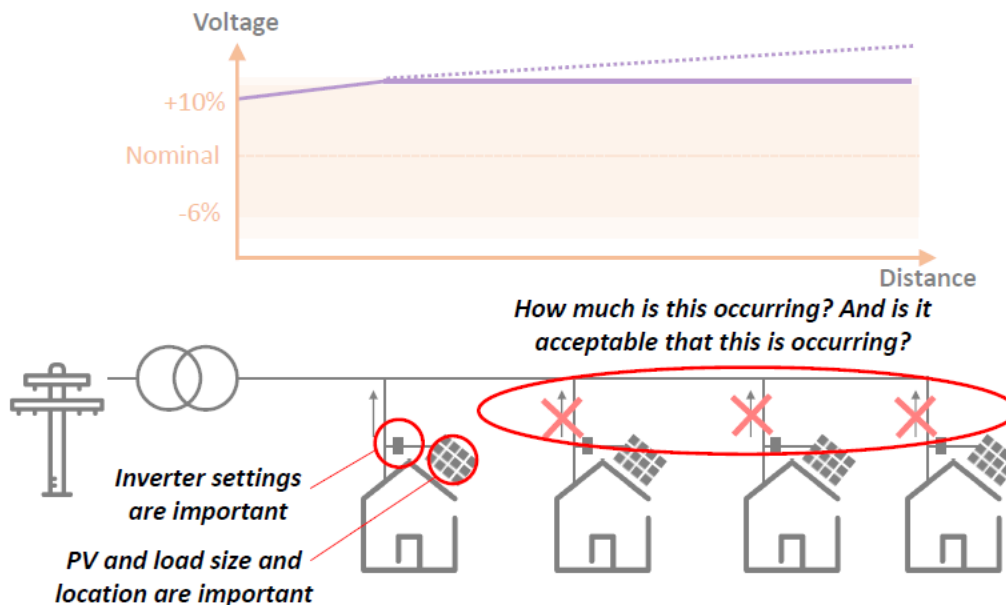 Voltage
+10%
Nominal
-6%
Distance
How much is this occurring? And is it
acceptable that this is occurring?
Inverter settings
are important
PV and load size and
location are important